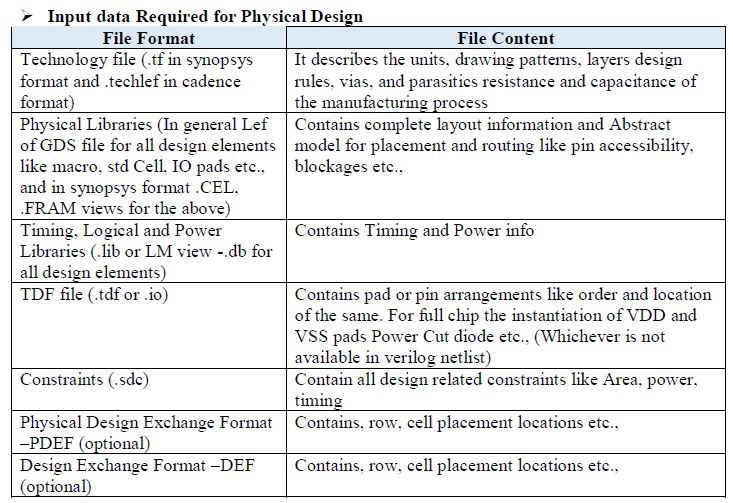 ➢ Input data Required for Physical Design
File Format
File Content
Technology file (.tf in synopsys
format and .techlef in cadence
format)
It describes the units, drawing patterns, layers design
rules, vias, and parasitics resistance and capacitance of
the manufacturing process
Physical Libraries (In general Lef
of GDS file for all design elements
like macro, std Cell, IO pads etc.,
and in synopsys format .CEL,
.FRAM views for the above)
Contains complete layout information and Abstract
model for placement and routing like pin accessibility,
blockages etc.,
Timing, Logical and Power
Libraries (.lib or LM view -.db for
all design elements)
Contains Timing and Power info
TDF file (.tdf or .io)
Contains pad or pin arrangements like order and location
of the same. For full chip the instantiation of VDD and
VSS pads Power Cut diode etc., (Whichever is not
available in verilog netlist)
Constraints (.sdc)
Contain all design related constraints like Area, power,
timing
Physical Design Exchange Format
–PDEF (optional)
Contains, row, cell placement locations etc.,
Design Exchange Format –DEF
(optional)
Contains, row, cell placement locations etc.,